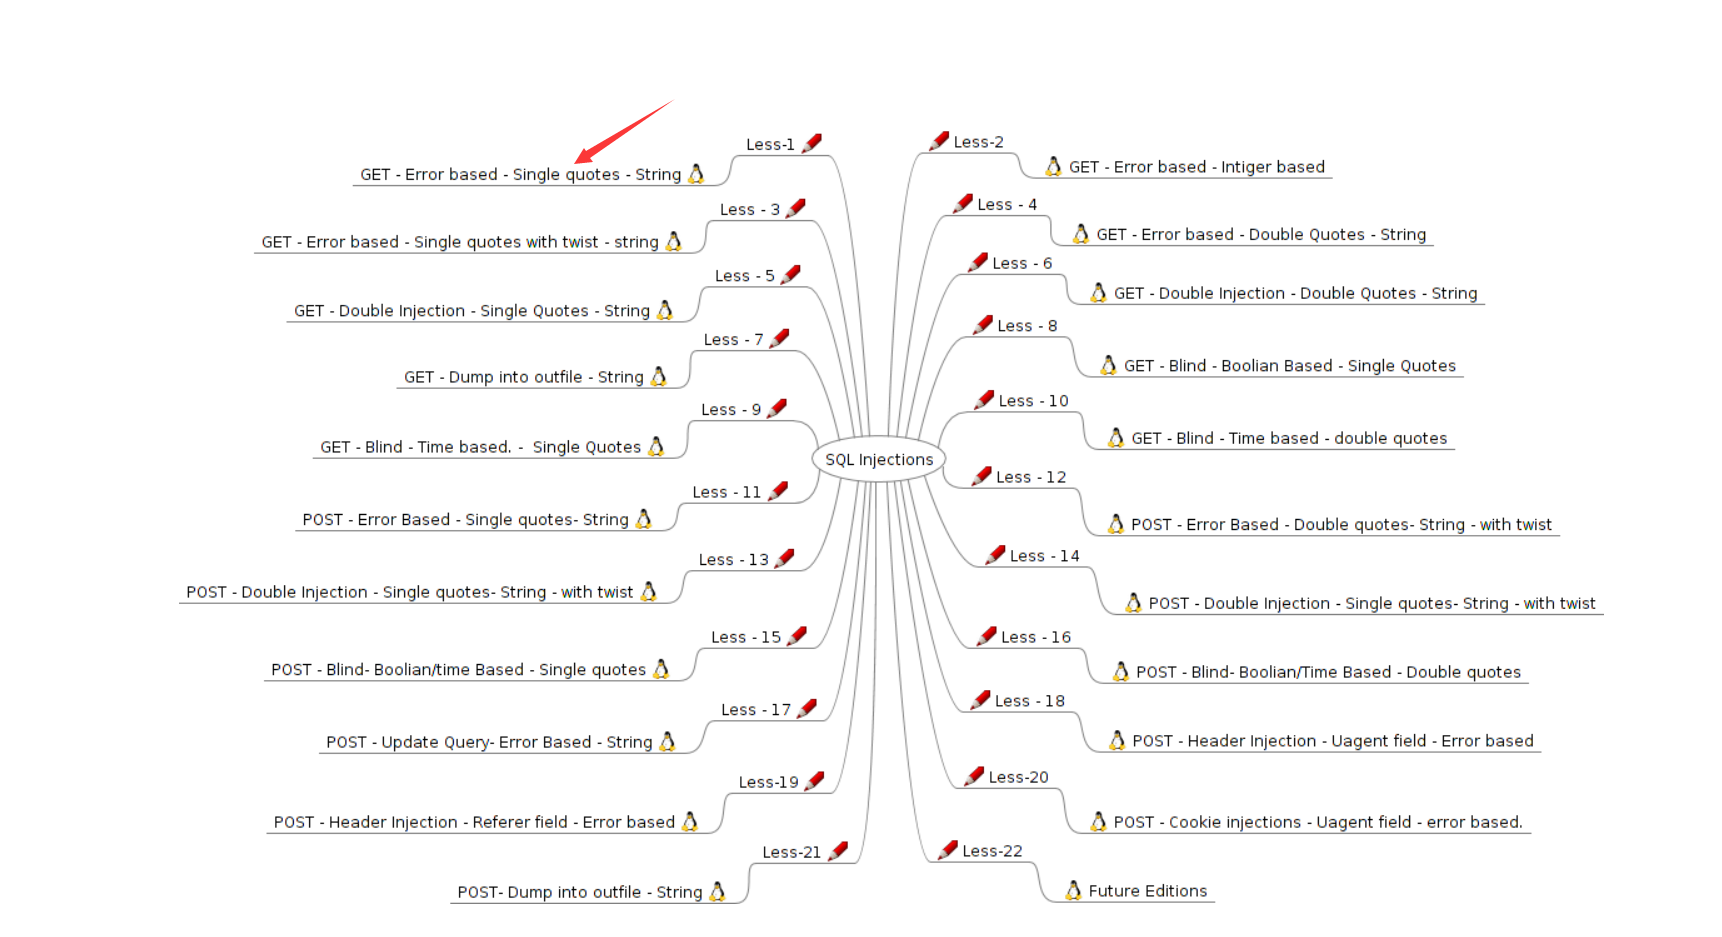 Less-1
GET - Error based - Single quotes - String
Less - 3
GET - Error based - Single quotes with twist - string
Less - 5
GET - Double Injection - Single Quotes - String
Less - 7
GET - Dump into outfile - String
Less - 9
GET - Blind - Time based. -  Single Quotes
Less - 11
POST - Error Based - Single quotes- String
Less - 13
POST - Double Injection - Single quotes- String - with twist
Less - 15
POST - Blind- Boolian/time Based - Single quotes
Less - 17
POST - Update Query- Error Based - String
Less-19
POST - Header Injection - Referer field - Error based
Less-21
POST- Dump into outfile - String
SQL Injections
Less-2
GET - Error based - Intiger based
Less - 4
GET - Error based - Double Quotes - String
Less - 6
GET - Double Injection - Double Quotes - String
Less - 8
GET - Blind - Boolian Based - Single Quotes
Less - 10
GET - Blind - Time based - double quotes
Less - 12
POST - Error Based - Double quotes- String - with twist
Less - 14
POST - Double Injection - Single quotes- String - with twist
Less - 16
POST - Blind- Boolian/Time Based - Double quotes
Less - 18
POST - Header Injection - Uagent field - Error based
Less-20
POST - Cookie injections - Uagent field - error based.
Less-22
Future Editions